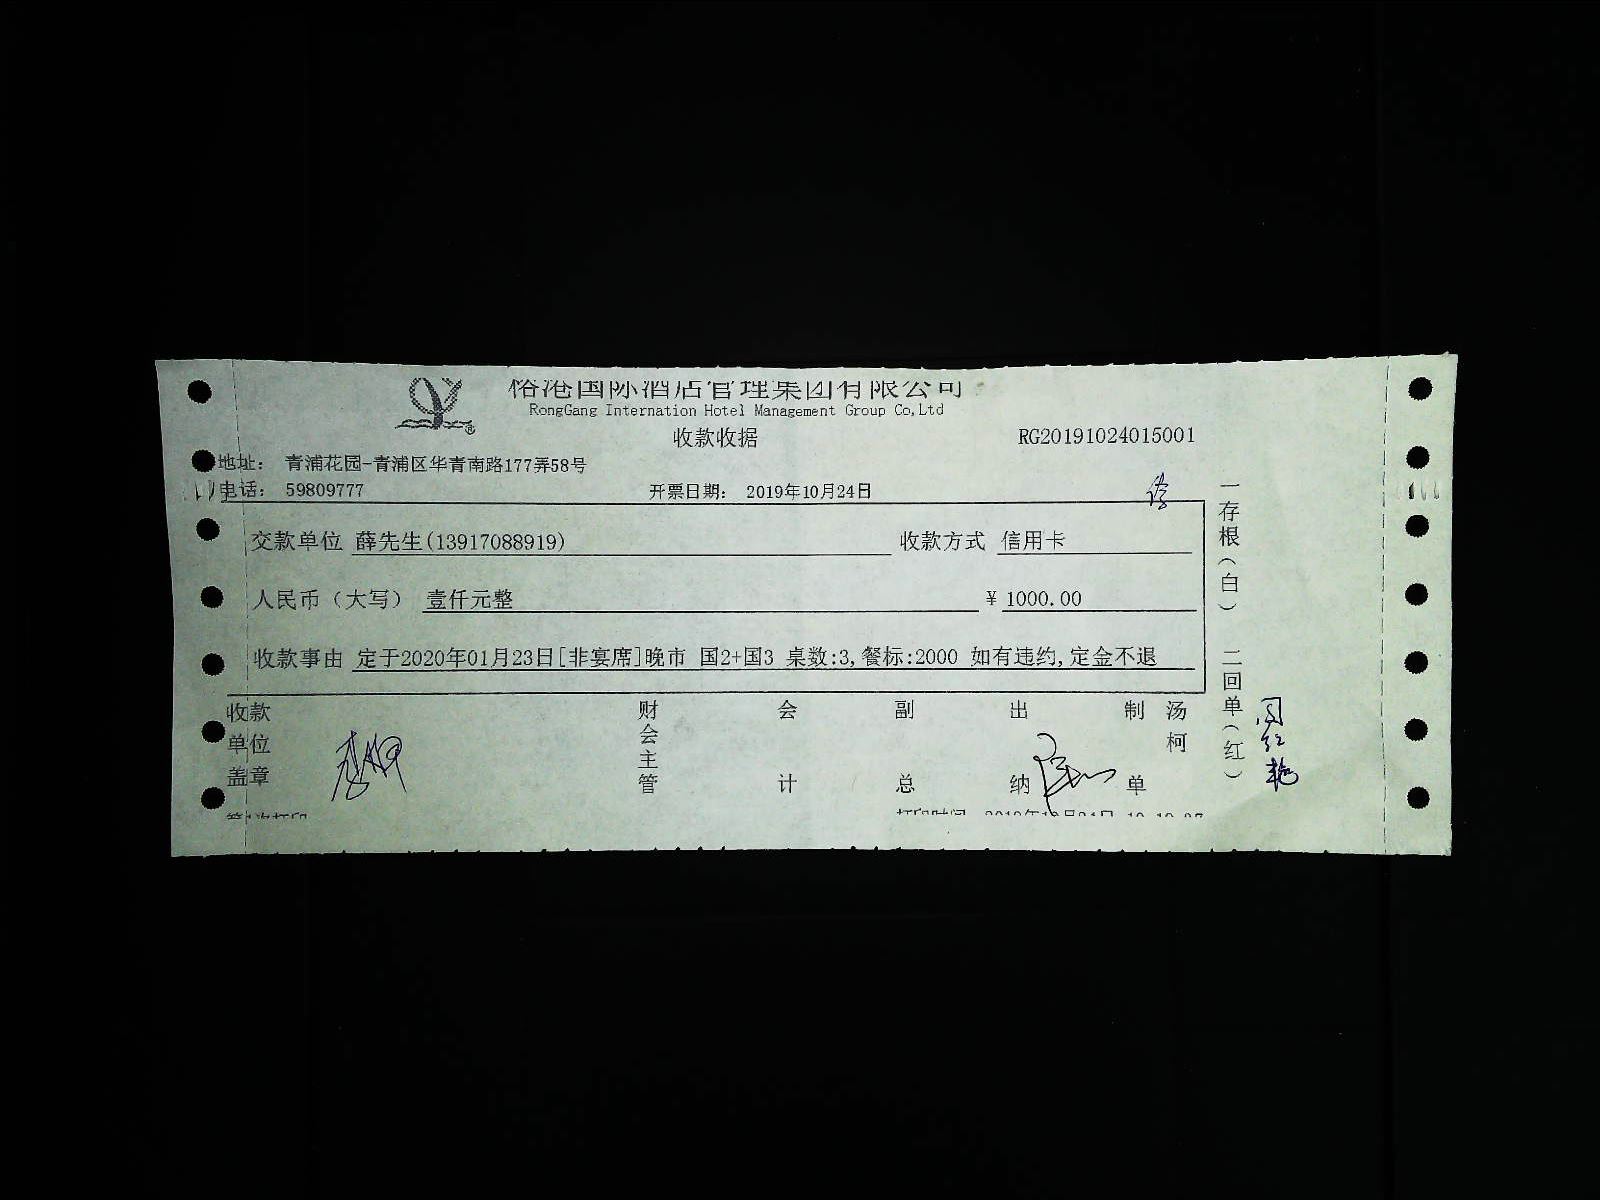 港国际酒店管理集团有限公司
RongGang Internation Hotel Management Group Co,Ltd
收款收据
RG20191024015001
地址： 青浦花园-青浦区华青南路177弄58号
电话： 59809777 开票日期： 2019年10月24日
交款单位 薛先生(13917088919) 收款方式 信用卡
人民币（大写） 壹仟元整 ￥ 1000.00
收款事由 定于2020年01月23日[非宴席]晚市 国2+国3 桌数:3,餐标:2000 如有违约,定金不退
收款单位盖章
财会主管
会计
副总
出纳
制单
汤柯
一存根（白） 二回单（红）
周红艳
打印时间